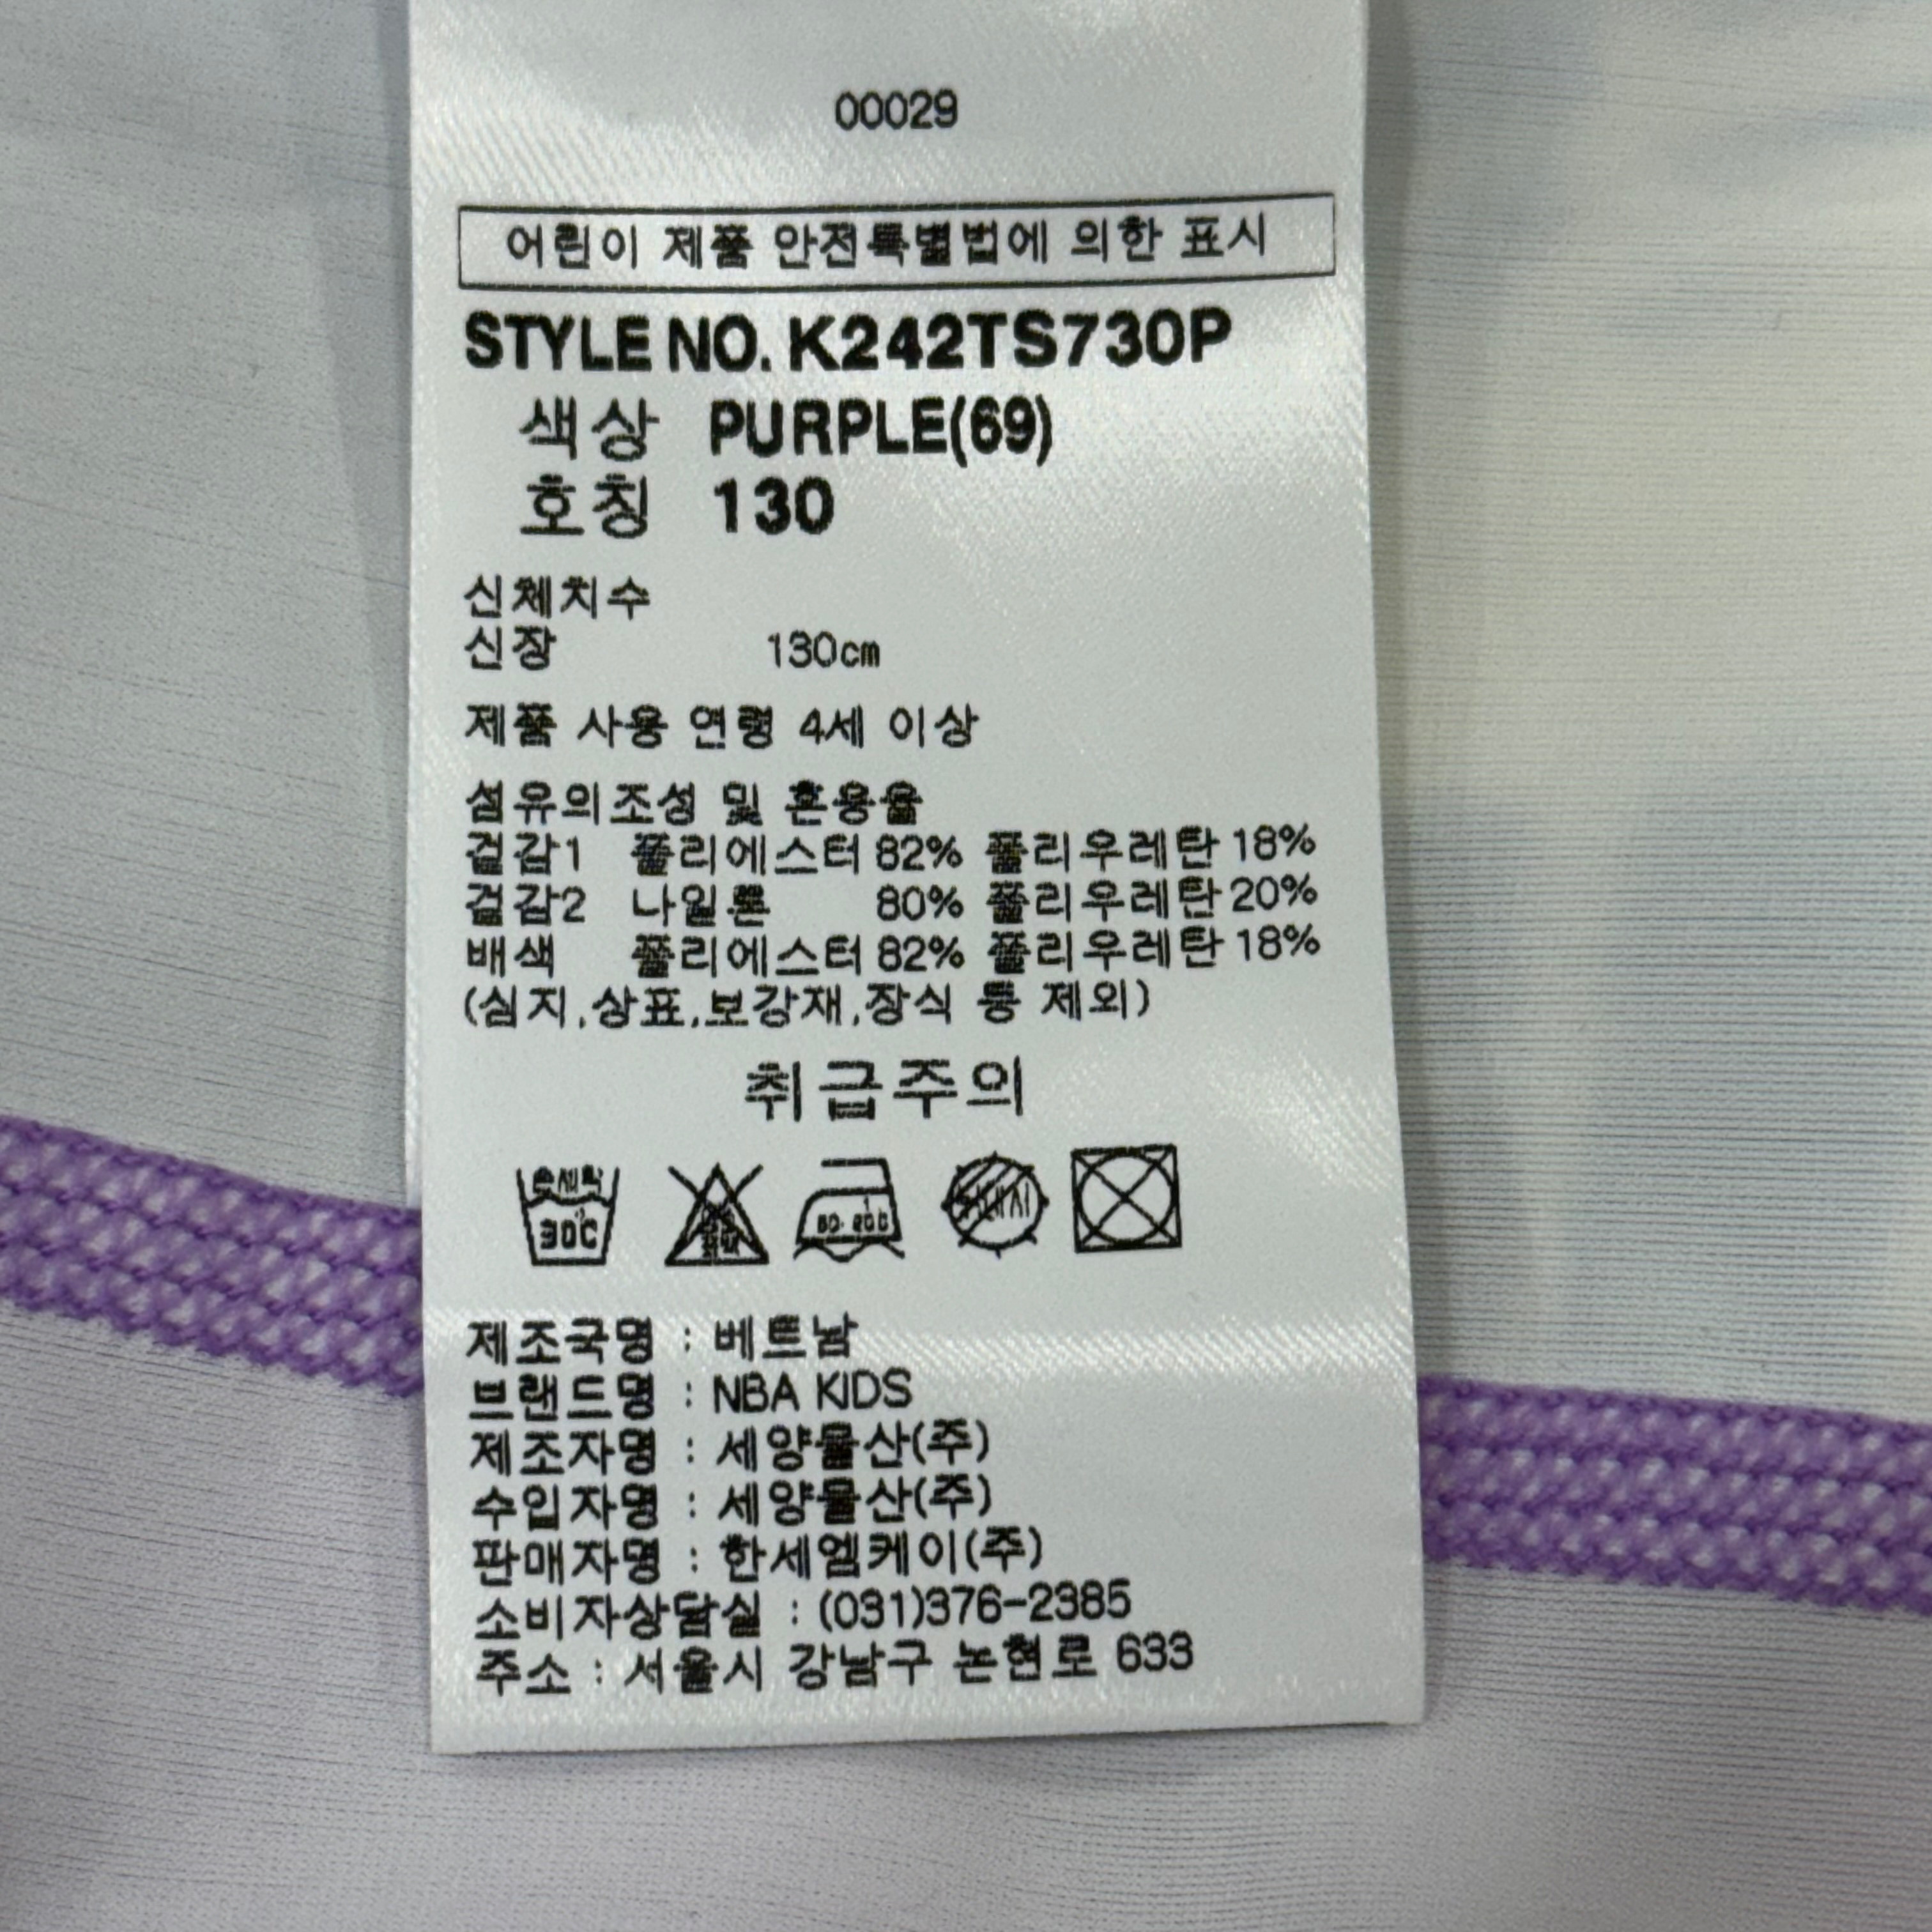 00029
어린이 제품 안전특별법에 의한 표시
STYLE NO. K242TS730P
색상 PURPLE(69)
호칭 130
신체치수
신장 130㎝
제품 사용 연령 4세 이상
섬유의조성 및 혼용율
겉감1 폴리에스터 82% 폴리우레탄 18%
겉감2 나일론 80% 폴리우레탄 20%
배색 폴리에스터 82% 폴리우레탄 18%
(심지,상표,보강재,장식 등 제외)
취급주의
손세탁
30℃
제조국명 : 베트남
브랜드명 : NBA KIDS
제조자명 : 세양물산(주)
수입자명 : 세양물산(주)
판매자명 : 한세엠케이(주)
소비자상담실 : (031)376-2385
주소 : 서울시 강남구 논현로 633